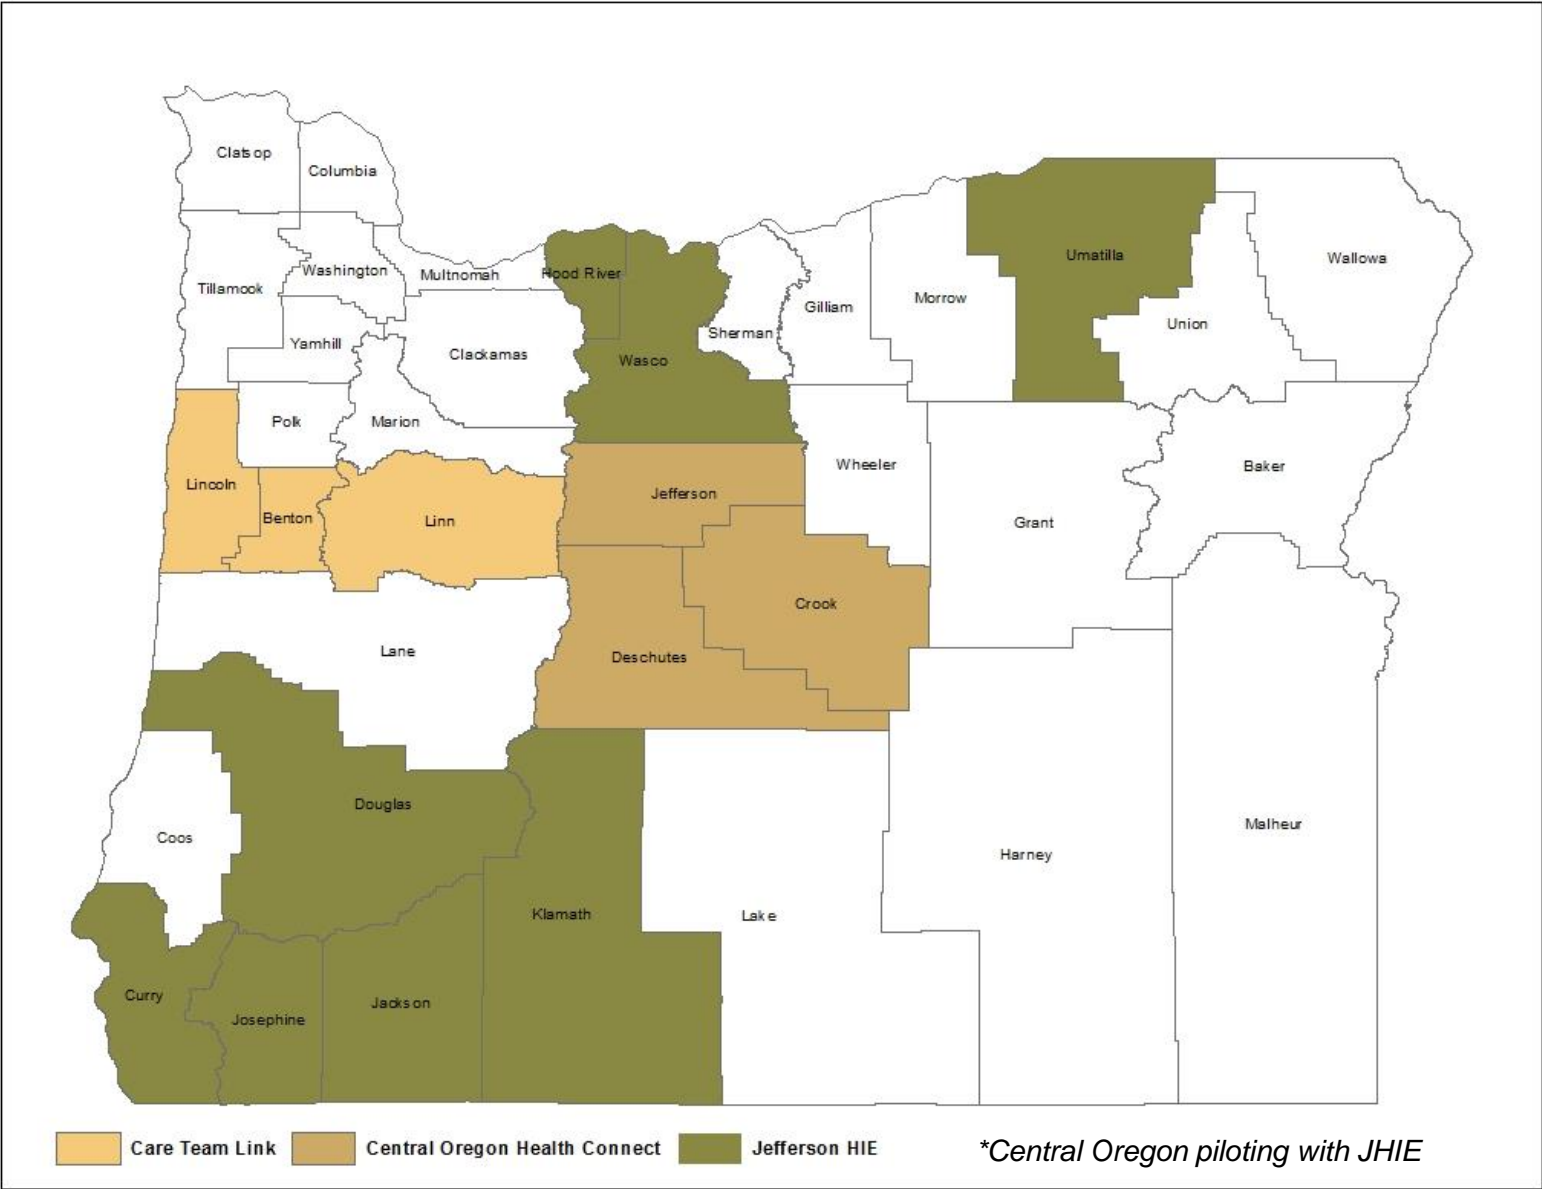 Clatsop
Columbia
Washington
Multnomah
Hood River
Umatilla
Wallowa
Tillamook
Gilliam
Morrow
Union
Yamhill
Sherman
Clackamas
Wasco
Polk
Marion
Wheeler
Baker
Lincoln
Jefferson
Benton
Linn
Grant
Crook
Lane
Deschutes
Douglas
Coos
Malheur
Harney
Klamath
Lake
Curry
Josephine
Jackson
Care Team Link
Central Oregon Health Connect
Jefferson HIE
*Central Oregon piloting with JHIE